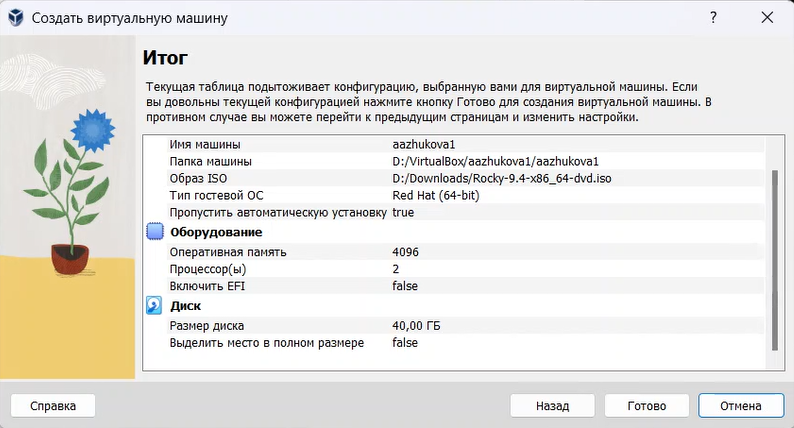 Создать виртуальную машину
?
Итог
Текущая таблица подытоживает конфигурацию, выбранную вами для виртуальной машины. Если
вы довольны текущей конфигурацией нажмите кнопку Готово для создания виртуальной машины. В
противном случае вы можете перейти к предыдущим страницам и изменить настройки.
Имя машины aazhukova1
Папка машины D:/VirtualBox/aazhukova1/aazhukova1
Образ ISO D:/Downloads/Rocky-9.4-x86_64-dvd.iso
Тип гостевой ОС Red Hat (64-bit)
Пропустить автоматическую установку true
Оборудование
Оперативная память 4096
Процессор(ы) 2
Включить EFI false
Диск
Размер диска 40,00 ГБ
Выделить место в полном размере false
Справка Назад Готово Отмена